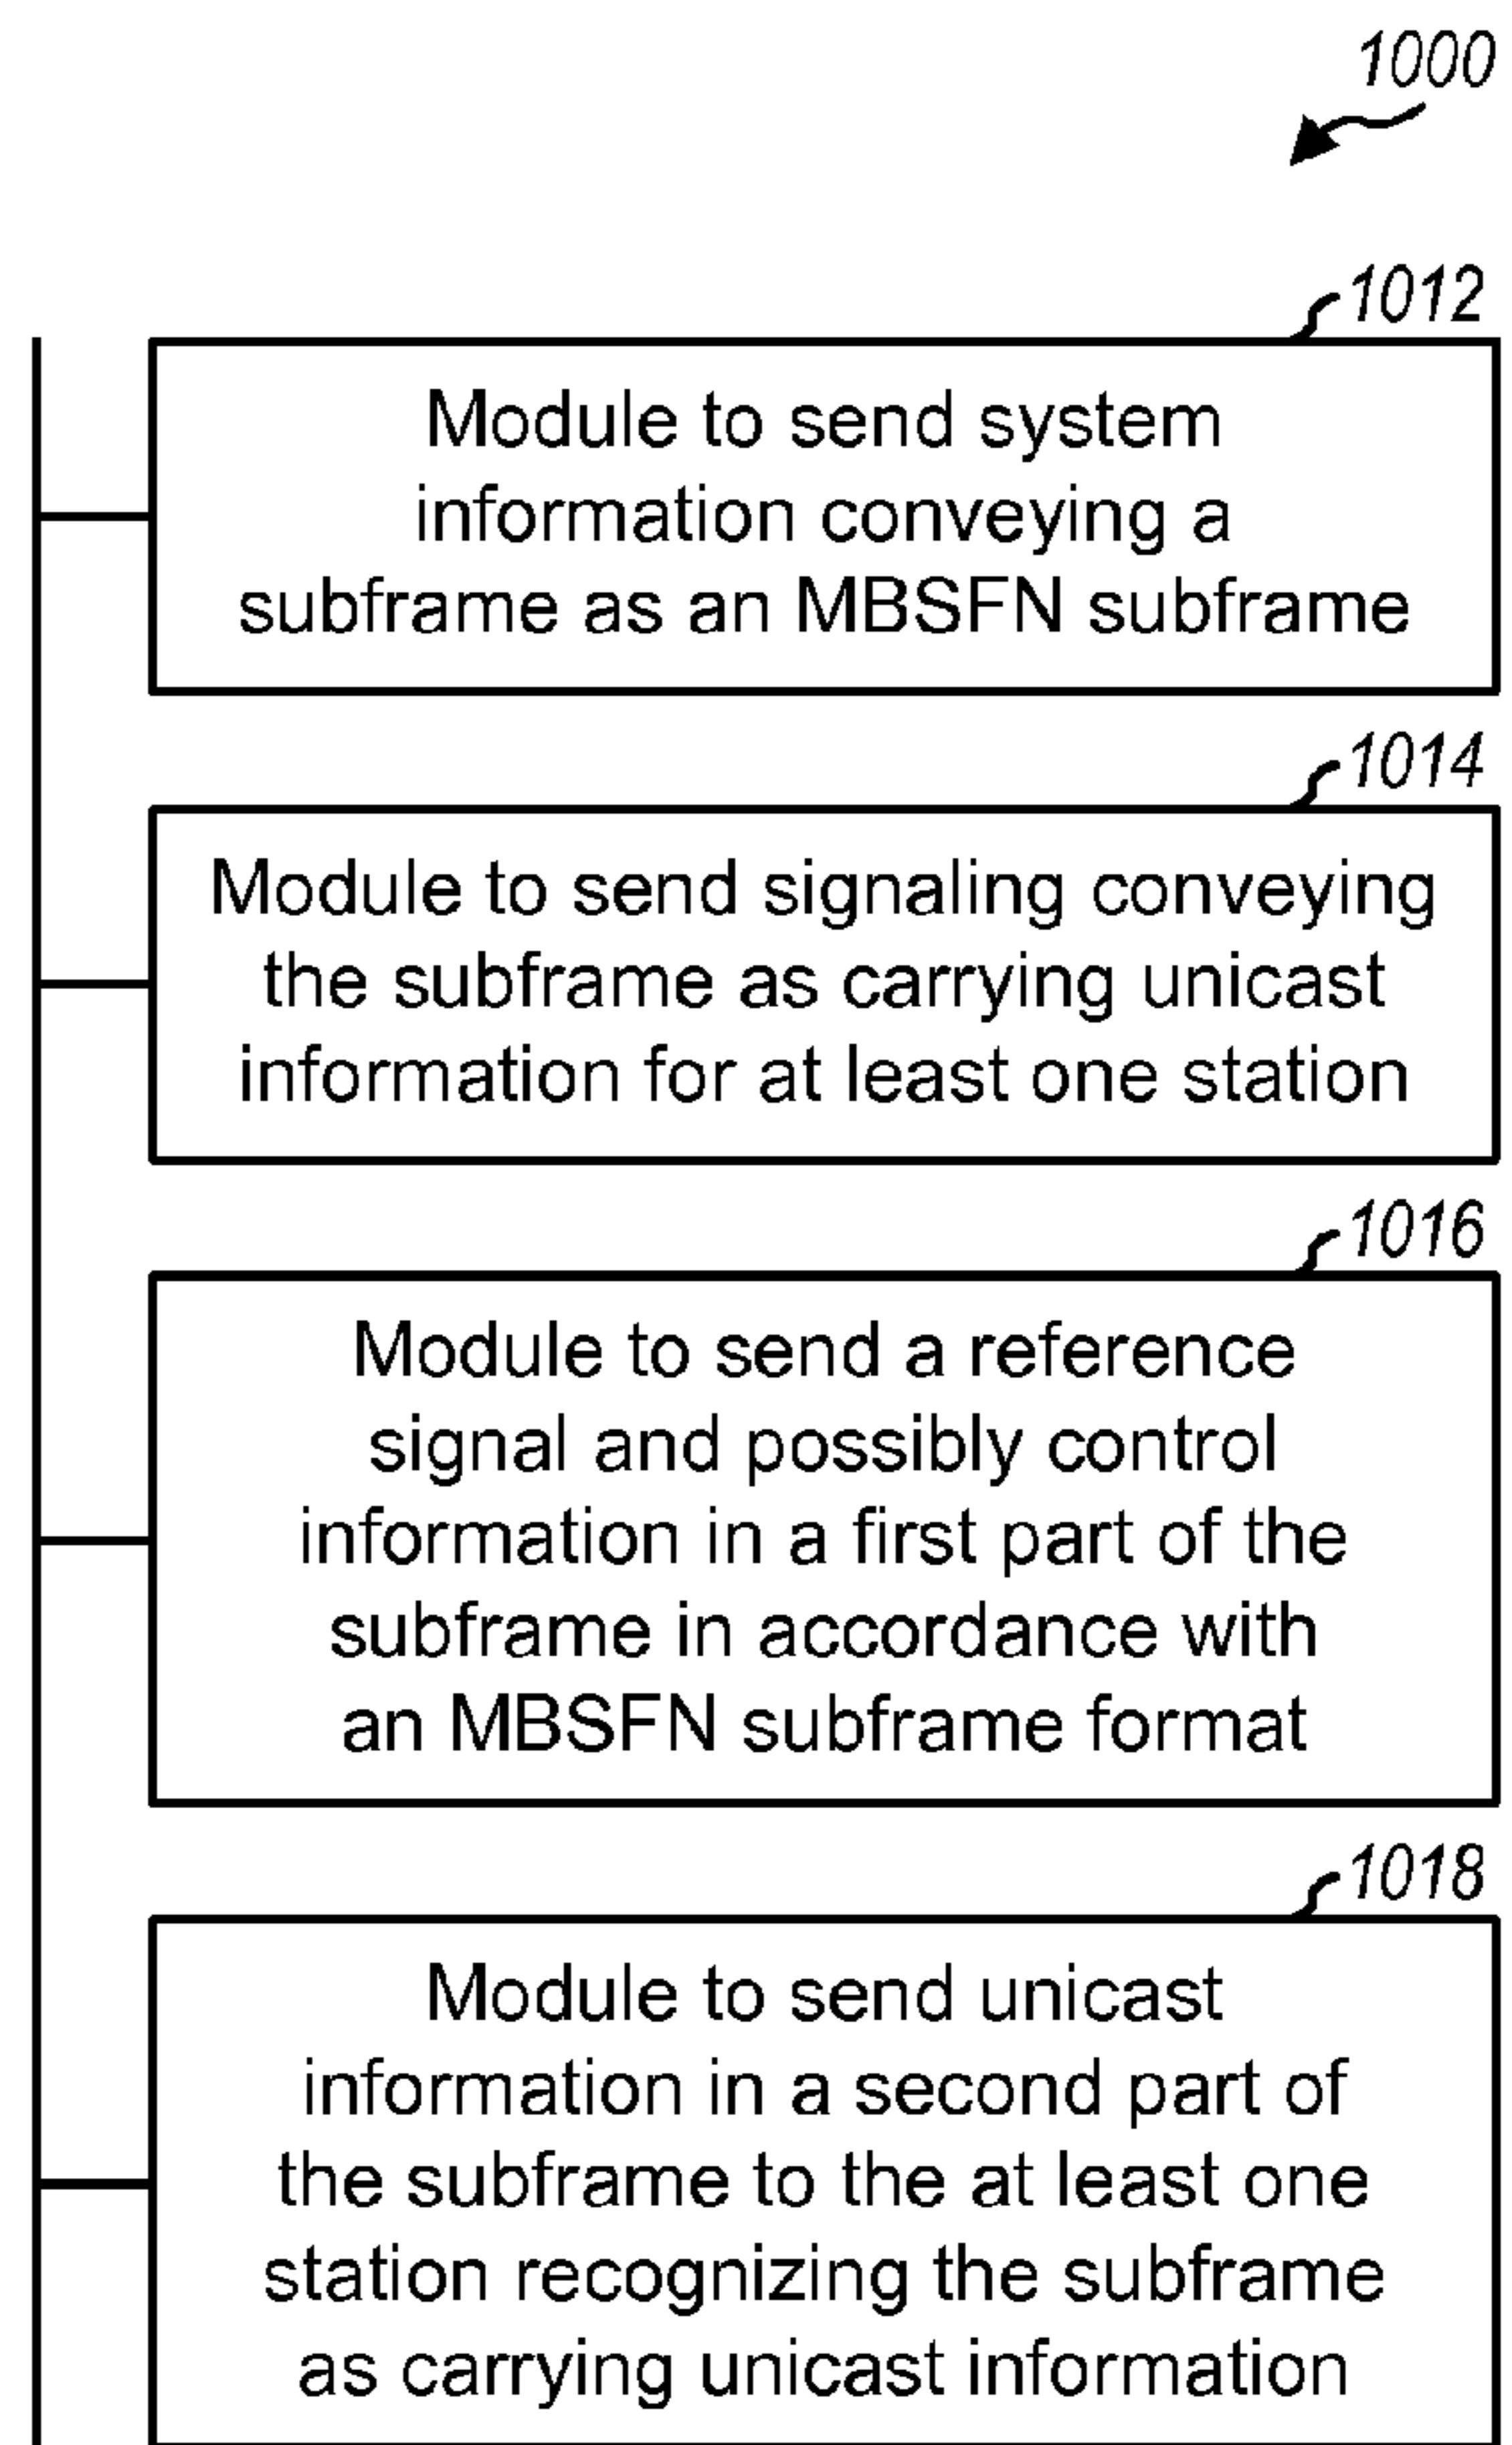 1000
1012
Module to send system
information conveying a
subframe as an MBSFN subframe
1014
Module to send signaling conveying
the subframe as carrying unicast
information for at least one station
1016
Module to send a reference
signal and possibly control
information in a first part of the
subframe in accordance with
an MBSFN subframe format
1018
Module to send unicast
information in a second part of
the subframe to the at least one
station recognizing the subframe
as carrying unicast information